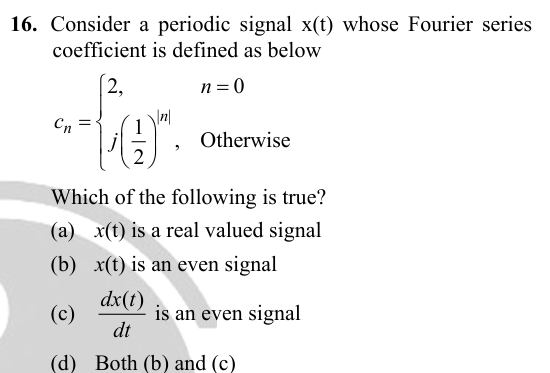 16. Consider a periodic signal x(t) whose Fourier series
coefficient is defined as below
c_n = { 2, n = 0
j(1/2)^|n|, Otherwise
Which of the following is true?
(a) x(t) is a real valued signal
(b) x(t) is an even signal
(c) dx(t)/dt is an even signal
(d) Both (b) and (c)